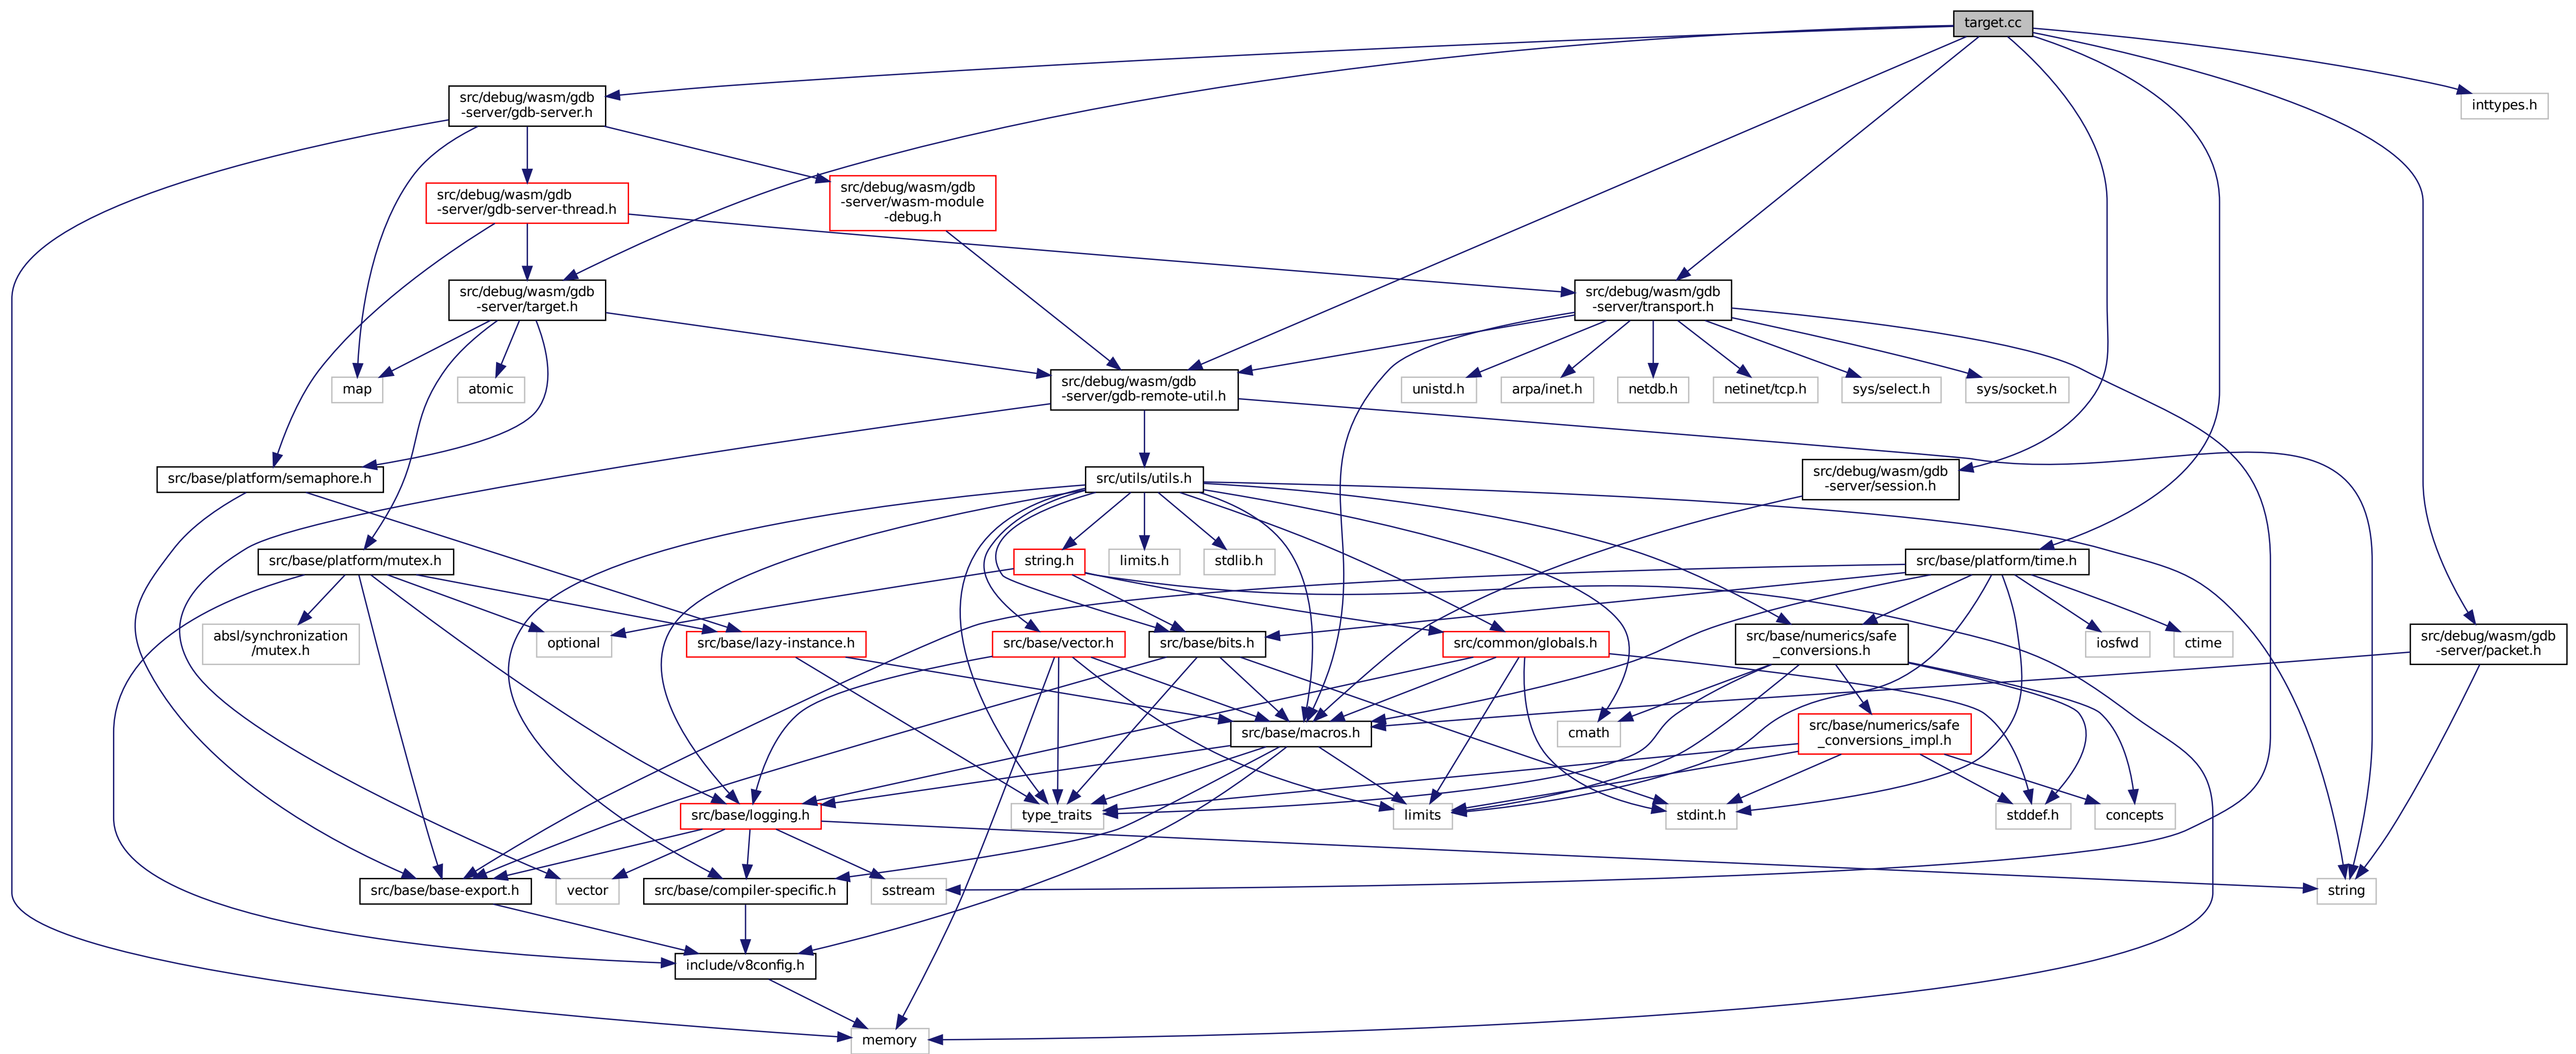 target.cc
src/debug/wasm/gdb
-server/gdb-server.h
inttypes.h
src/debug/wasm/gdb
-server/gdb-server-thread.h
src/debug/wasm/gdb
-server/wasm-module
-debug.h
src/debug/wasm/gdb
-server/target.h
src/debug/wasm/gdb
-server/transport.h
map
atomic
src/debug/wasm/gdb
-server/gdb-remote-util.h
unistd.h
arpa/inet.h
netdb.h
netinet/tcp.h
sys/select.h
sys/socket.h
src/base/platform/semaphore.h
src/utils/utils.h
src/debug/wasm/gdb
-server/session.h
src/base/platform/mutex.h
string.h
limits.h
stdlib.h
src/base/platform/time.h
absl/synchronization
/mutex.h
optional
src/base/lazy-instance.h
src/base/vector.h
src/base/bits.h
src/common/globals.h
src/base/numerics/safe
_conversions.h
iosfwd
ctime
src/debug/wasm/gdb
-server/packet.h
src/base/macros.h
cmath
src/base/numerics/safe
_conversions_impl.h
src/base/logging.h
type_traits
limits
stdint.h
stddef.h
concepts
src/base/base-export.h
vector
src/base/compiler-specific.h
sstream
string
include/v8config.h
memory